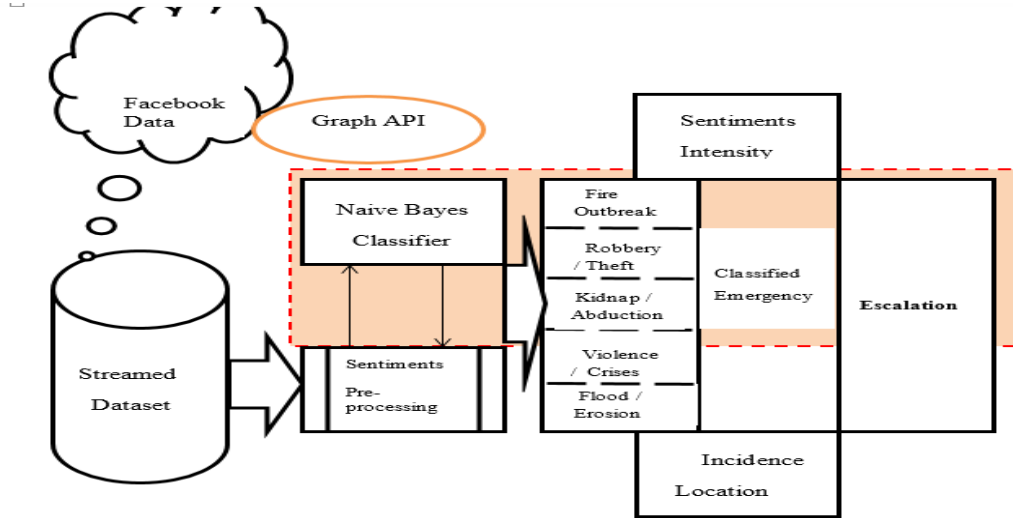 Facebook
Data
Graph API
Sentiments
Intensity
Naive Bayes
Classifier
Fire
Outbreak
Robbery
/ Theft
Kidnap /
Abduction
Violence
/ Crises
Flood /
Erosion
Classified
Emergency
Escalation
Streamed
Dataset
Sentiments
Pre-
processing
Incidence
Location